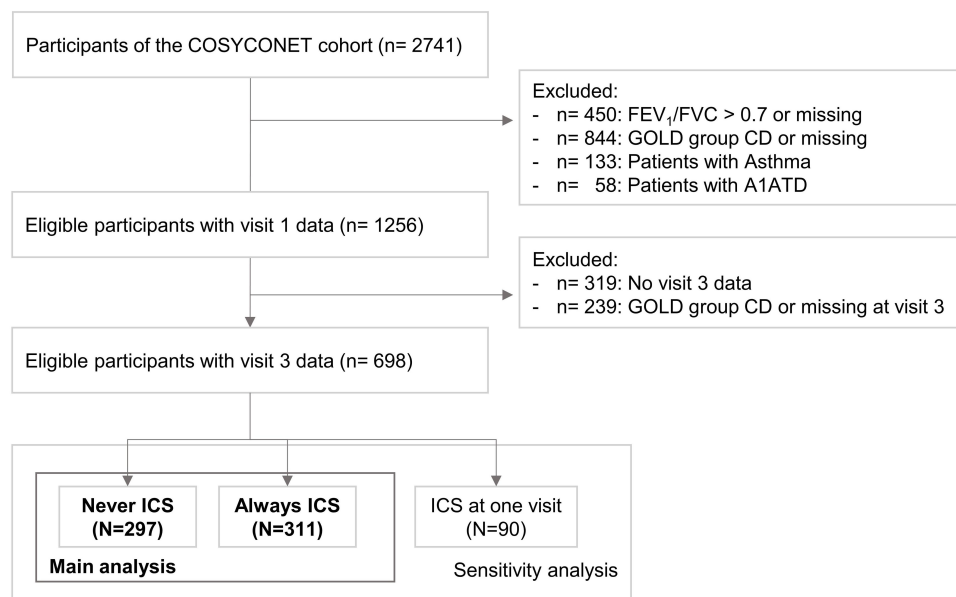 Participants of the COSYCONET cohort (n= 2741)
Excluded:
- n= 450: FEV₁/FVC > 0.7 or missing
- n= 844: GOLD group CD or missing
- n= 133: Patients with Asthma
- n= 58: Patients with A1ATD
Eligible participants with visit 1 data (n= 1256)
Excluded:
- n= 319: No visit 3 data
- n= 239: GOLD group CD or missing at visit 3
Eligible participants with visit 3 data (n= 698)
Never ICS
(N=297)
Always ICS
(N=311)
ICS at one visit
(N=90)
Main analysis
Sensitivity analysis